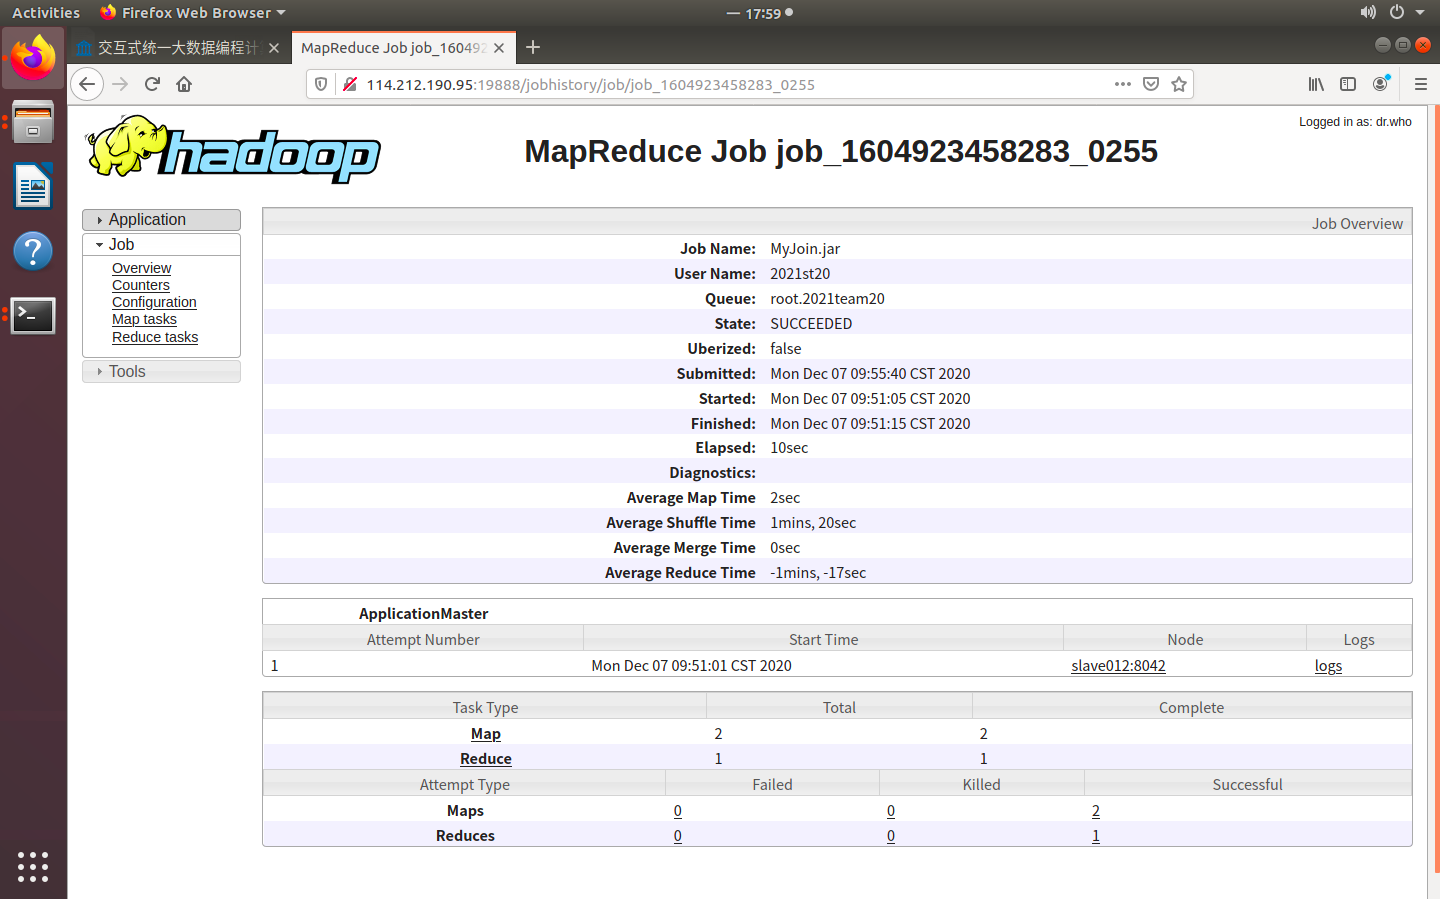 Activities Firefox Web Browser 17:59
交互式统一大数据编程计
MapReduce Job job_16049
114.212.190.95:19888/jobhistory/job/job_1604923458283_0255
Logged in as: dr.who
hadoop
MapReduce Job job_1604923458283_0255
Application
Job
Overview
Counters
Configuration
Map tasks
Reduce tasks
Tools
Job Overview
Job Name: MyJoin.jar
User Name: 2021st20
Queue: root.2021team20
State: SUCCEEDED
Uberized: false
Submitted: Mon Dec 07 09:55:40 CST 2020
Started: Mon Dec 07 09:51:05 CST 2020
Finished: Mon Dec 07 09:51:15 CST 2020
Elapsed: 10sec
Diagnostics:
Average Map Time 2sec
Average Shuffle Time 1mins, 20sec
Average Merge Time 0sec
Average Reduce Time -1mins, -17sec
ApplicationMaster
Attempt Number Start Time Node Logs
1 Mon Dec 07 09:51:01 CST 2020 slave012:8042 logs
Task Type Total Complete
Map 2 2
Reduce 1 1
Attempt Type Failed Killed Successful
Maps 0 0 2
Reduces 0 0 1